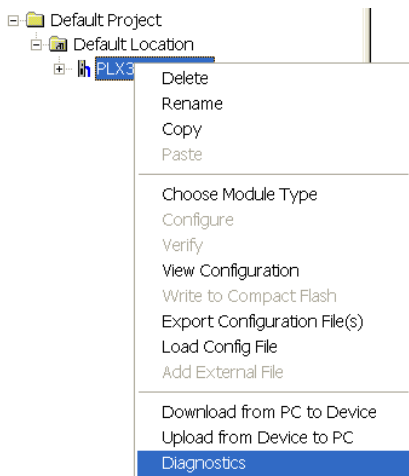 Default Project
Default Location
PLX3
Delete
Rename
Copy
Paste
Choose Module Type
Configure
Verify
View Configuration
Write to Compact Flash
Export Configuration File(s)
Load Config File
Add External File
Download from PC to Device
Upload from Device to PC
Diagnostics